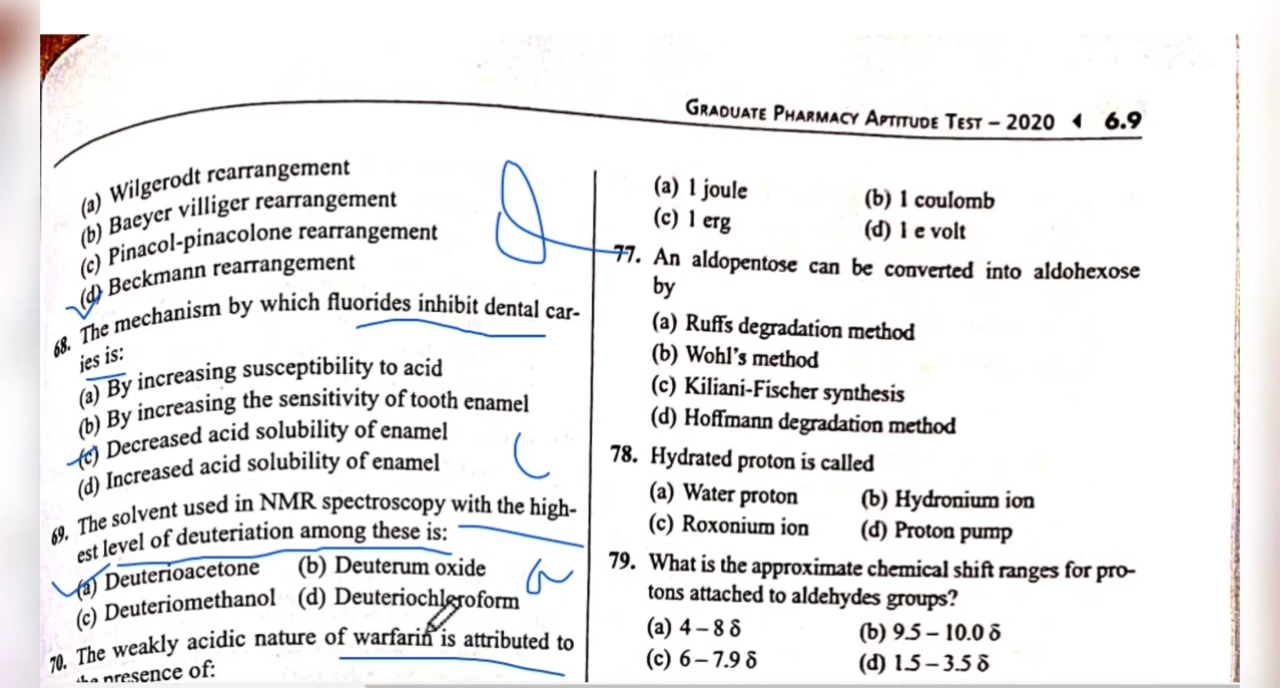 GRADUATE PHARMACY APTITUDE TEST – 2020 ◄ 6.9
(a) Wilgerodt rearrangement
(b) Baeyer villiger rearrangement
(c) Pinacol-pinacolone rearrangement
(d) Beckmann rearrangement
68. The mechanism by which fluorides inhibit dental car-
ies is:
(a) By increasing susceptibility to acid
(b) By increasing the sensitivity of tooth enamel
(c) Decreased acid solubility of enamel
(d) Increased acid solubility of enamel
69. The solvent used in NMR spectroscopy with the high-
est level of deuteriation among these is:
(a) Deuterioacetone (b) Deuterum oxide
(c) Deuteriomethanol (d) Deuteriochloroform
70. The weakly acidic nature of warfarin is attributed to
the presence of:
(a) 1 joule (b) 1 coulomb
(c) 1 erg (d) 1 e volt
77. An aldopentose can be converted into aldohexose
by
(a) Ruffs degradation method
(b) Wohl's method
(c) Kiliani-Fischer synthesis
(d) Hoffmann degradation method
78. Hydrated proton is called
(a) Water proton (b) Hydronium ion
(c) Roxonium ion (d) Proton pump
79. What is the approximate chemical shift ranges for pro-
tons attached to aldehydes groups?
(a) 4 – 8 δ (b) 9.5 – 10.0 δ
(c) 6 – 7.9 δ (d) 1.5 – 3.5 δ